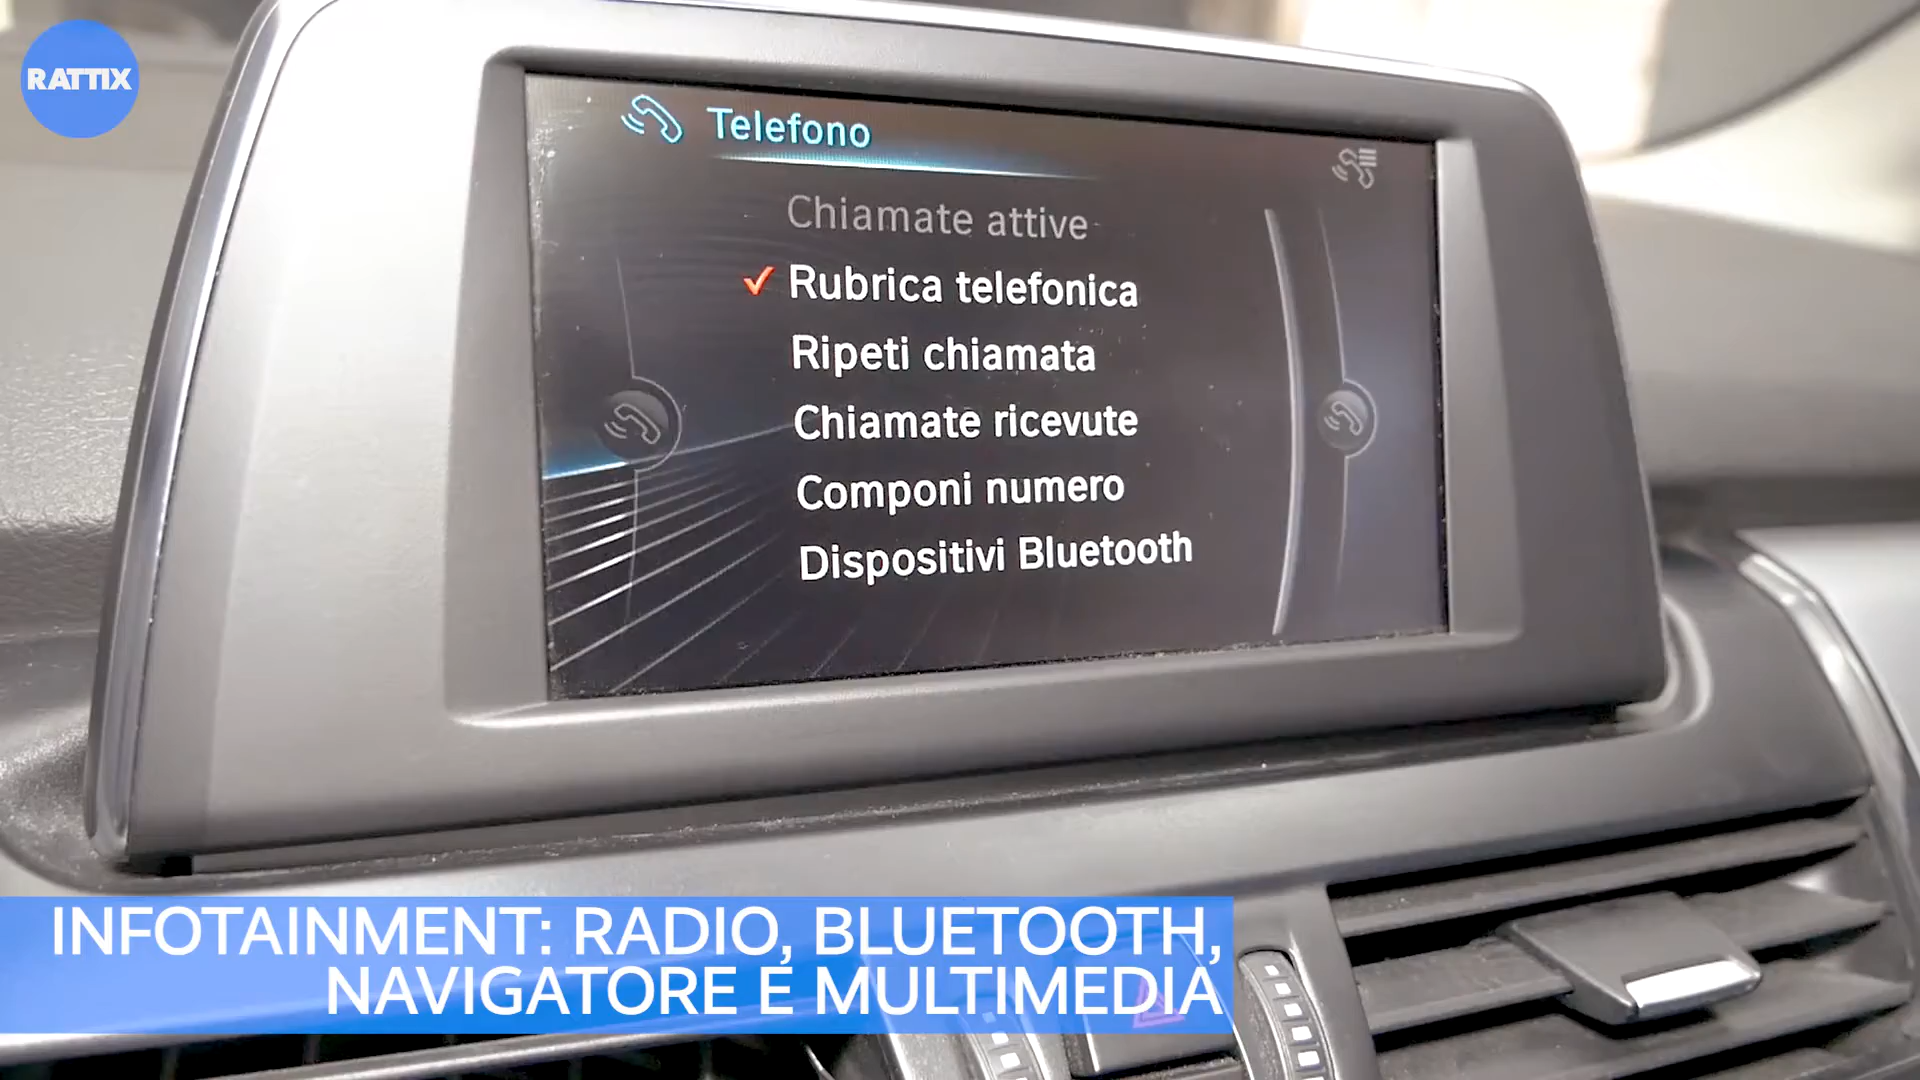 RATTIX
Telefono
Chiamate attive
Rubrica telefonica
Ripeti chiamata
Chiamate ricevute
Componi numero
Dispositivi Bluetooth
INFOTAINMENT: RADIO, BLUETOOTH,
NAVIGATORE E MULTIMEDIA